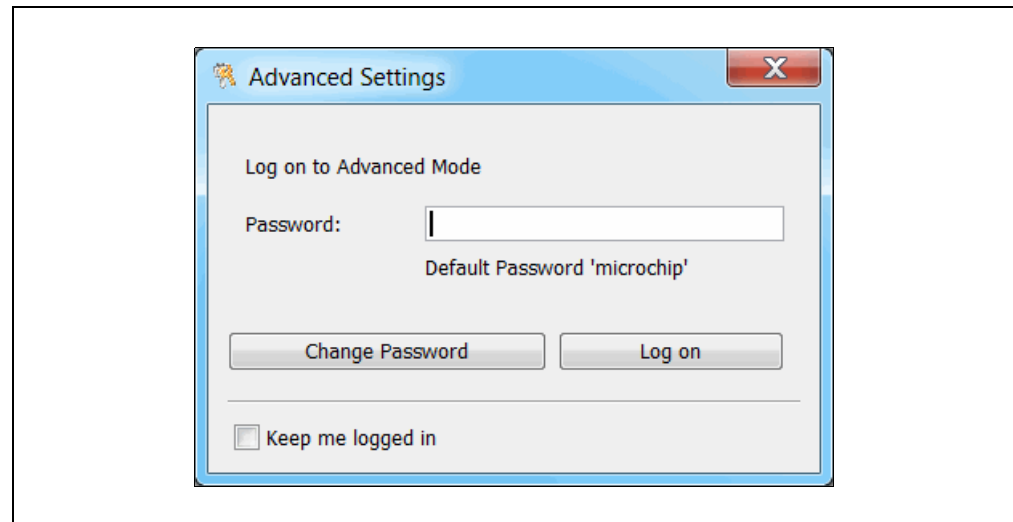 Advanced Settings
Log on to Advanced Mode
Password:
Default Password 'microchip'
Change Password Log on
Keep me logged in